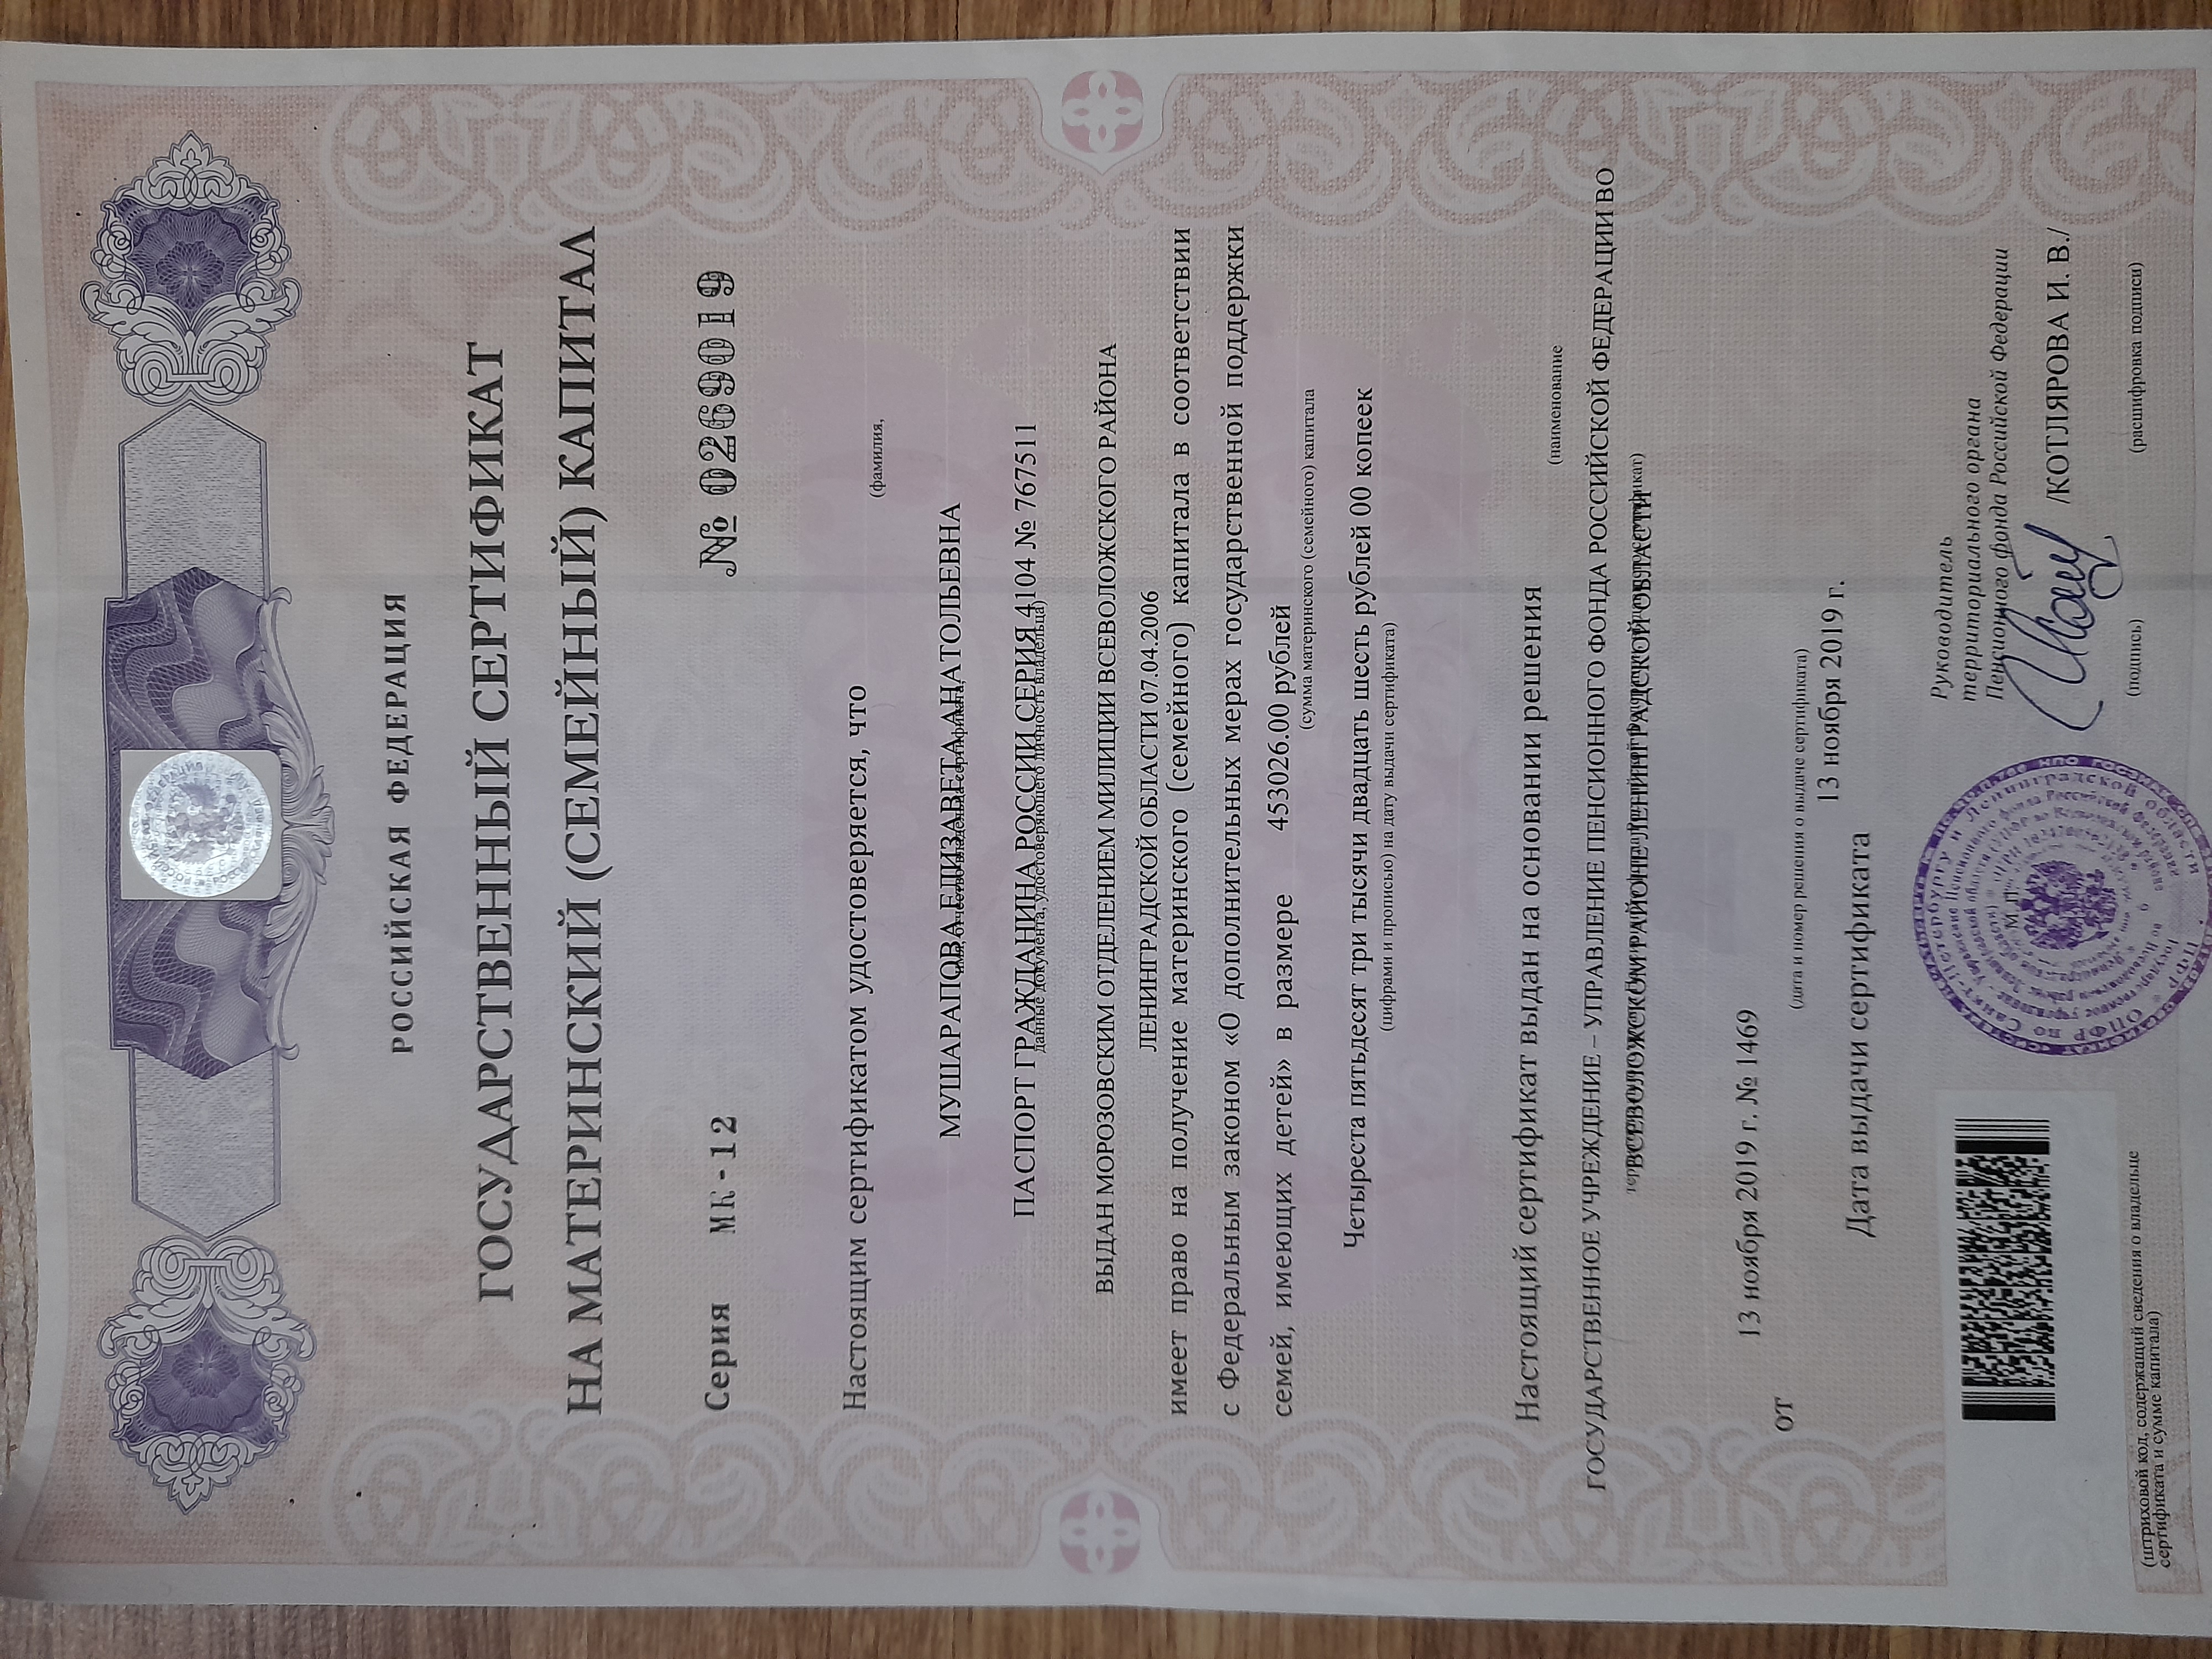 РОССИЙСКАЯ ФЕДЕРАЦИЯ
ГОСУДАРСТВЕННЫЙ СЕРТИФИКАТ
НА МАТЕРИНСКИЙ (СЕМЕЙНЫЙ) КАПИТАЛ
Серия МК-12 № 0269019
Настоящим сертификатом удостоверяется, что
(фамилия,
МУШАРАПОВА ЕЛИЗАВЕТА АНАТОЛЬЕВНА
имя, отчество владельца сертификата,
ПАСПОРТ ГРАЖДАНИНА РОССИИ СЕРИЯ 4104 № 767511
данные документа, удостоверяющего личность владельца)
ВЫДАН МОРОЗОВСКИМ ОТДЕЛЕНИЕМ МИЛИЦИИ ВСЕВОЛОЖСКОГО РАЙОНА
ЛЕНИНГРАДСКОЙ ОБЛАСТИ 07.04.2006
имеет право на получение материнского (семейного) капитала в соответствии
с Федеральным законом «О дополнительных мерах государственной поддержки
семей, имеющих детей» в размере 453026.00 рублей
(сумма материнского (семейного) капитала
Четыреста пятьдесят три тысячи двадцать шесть рублей 00 копеек
(цифрами и прописью) на дату выдачи сертификата)
Настоящий сертификат выдан на основании решения
(наименование
ГОСУДАРСТВЕННОЕ УЧРЕЖДЕНИЕ – УПРАВЛЕНИЕ ПЕНСИОННОГО ФОНДА РОССИЙСКОЙ ФЕДЕРАЦИИ ВО
ВСЕВОЛОЖСКОМ РАЙОНЕ ЛЕНИНГРАДСКОЙ ОБЛАСТИ
13 ноября 2019 г. № 1469
от
(дата и номер решения о выдаче сертификата)
13 ноября 2019 г.
Дата выдачи сертификата
Руководитель
территориального органа
Пенсионного фонда Российской Федерации
/КОТЛЯРОВА И. В./
(подпись) (расшифровка подписи)
М.П.
(штриховой код, содержащий сведения о владельце
сертификата и сумме капитала)